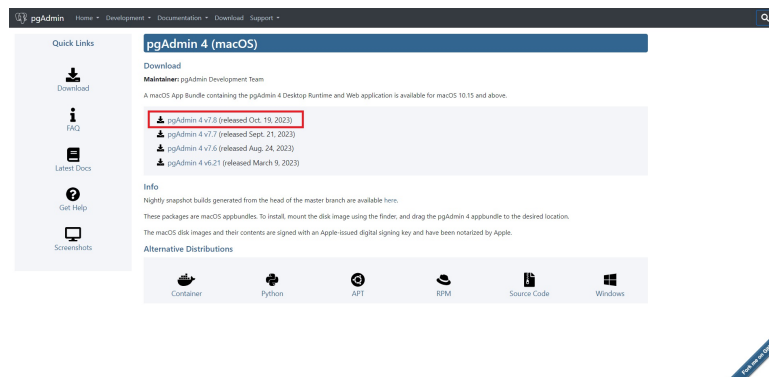 pgAdmin Home Development Documentation Download Support
Quick Links
Download
FAQ
Latest Docs
Get Help
Screenshots
pgAdmin 4 (macOS)
Download
Maintainer: pgAdmin Development Team
A macOS App Bundle containing the pgAdmin 4 Desktop Runtime and Web application is available for macOS 10.15 and above.
pgAdmin 4 v7.8 (released Oct. 19, 2023)
pgAdmin 4 v7.7 (released Sept. 21, 2023)
pgAdmin 4 v7.6 (released Aug. 24, 2023)
pgAdmin 4 v6.21 (released March 9, 2023)
Info
Nightly snapshot builds generated from the head of the master branch are available here.
These packages are macOS appbundles. To install, mount the disk image using the finder, and drag the pgAdmin 4 appbundle to the desired location.
The macOS disk images and their contents are signed with an Apple-issued digital signing key and have been notarized by Apple.
Alternative Distributions
Container Python APT RPM Source Code Windows
Fork me on